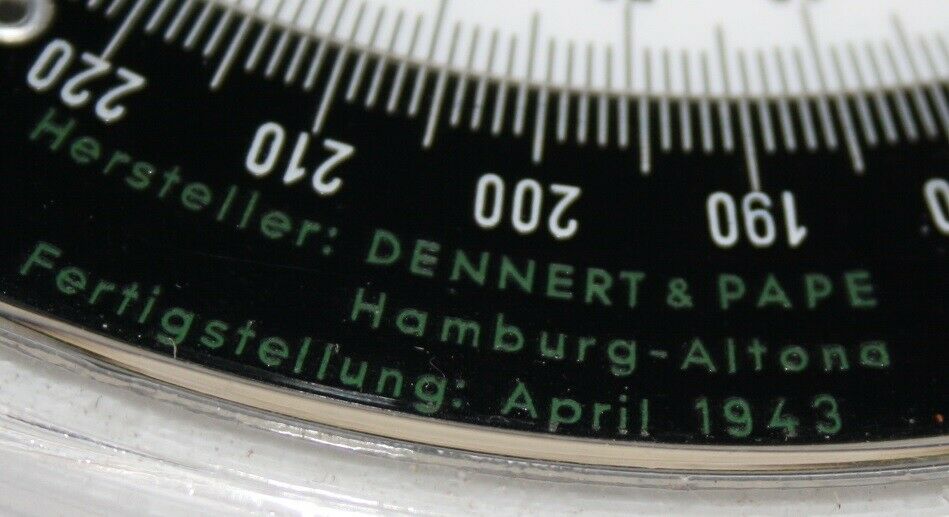 220 210 200 190
Hersteller: DENNERT & PAPE
Hamburg-Altona
Fertigstellung: April 1943